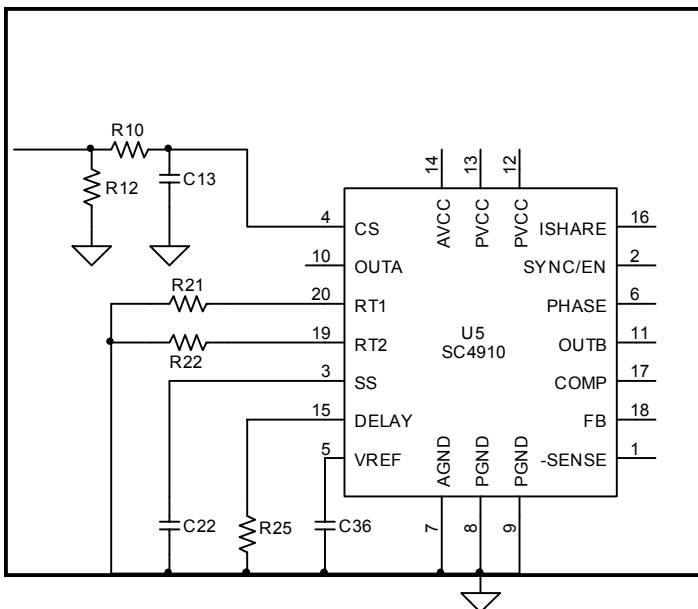 R10
R12
C13
14
13
12
AVCC
PVCC
PVCC
4
CS
ISHARE
16
10
OUTA
SYNC/EN
2
R21
20
RT1
PHASE
6
R22
19
RT2
U5
SC4910
OUTB
11
3
SS
COMP
17
15
DELAY
FB
18
5
VREF
-SENSE
1
AGND
PGND
PGND
C22
R25
C36
7
8
9